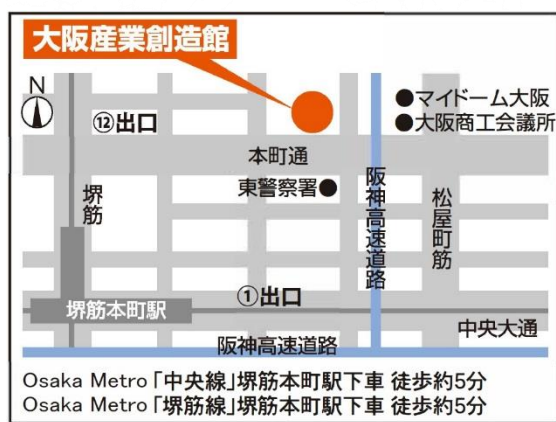 大阪産業創造館
N
⑫出口
●マイドーム大阪
●大阪商工会議所
本町通
東警察署●
堺筋
阪神高速道路
松屋町筋
①出口
堺筋本町駅
中央大通
阪神高速道路
Osaka Metro「中央線」堺筋本町駅下車 徒歩約5分
Osaka Metro「堺筋線」堺筋本町駅下車 徒歩約5分